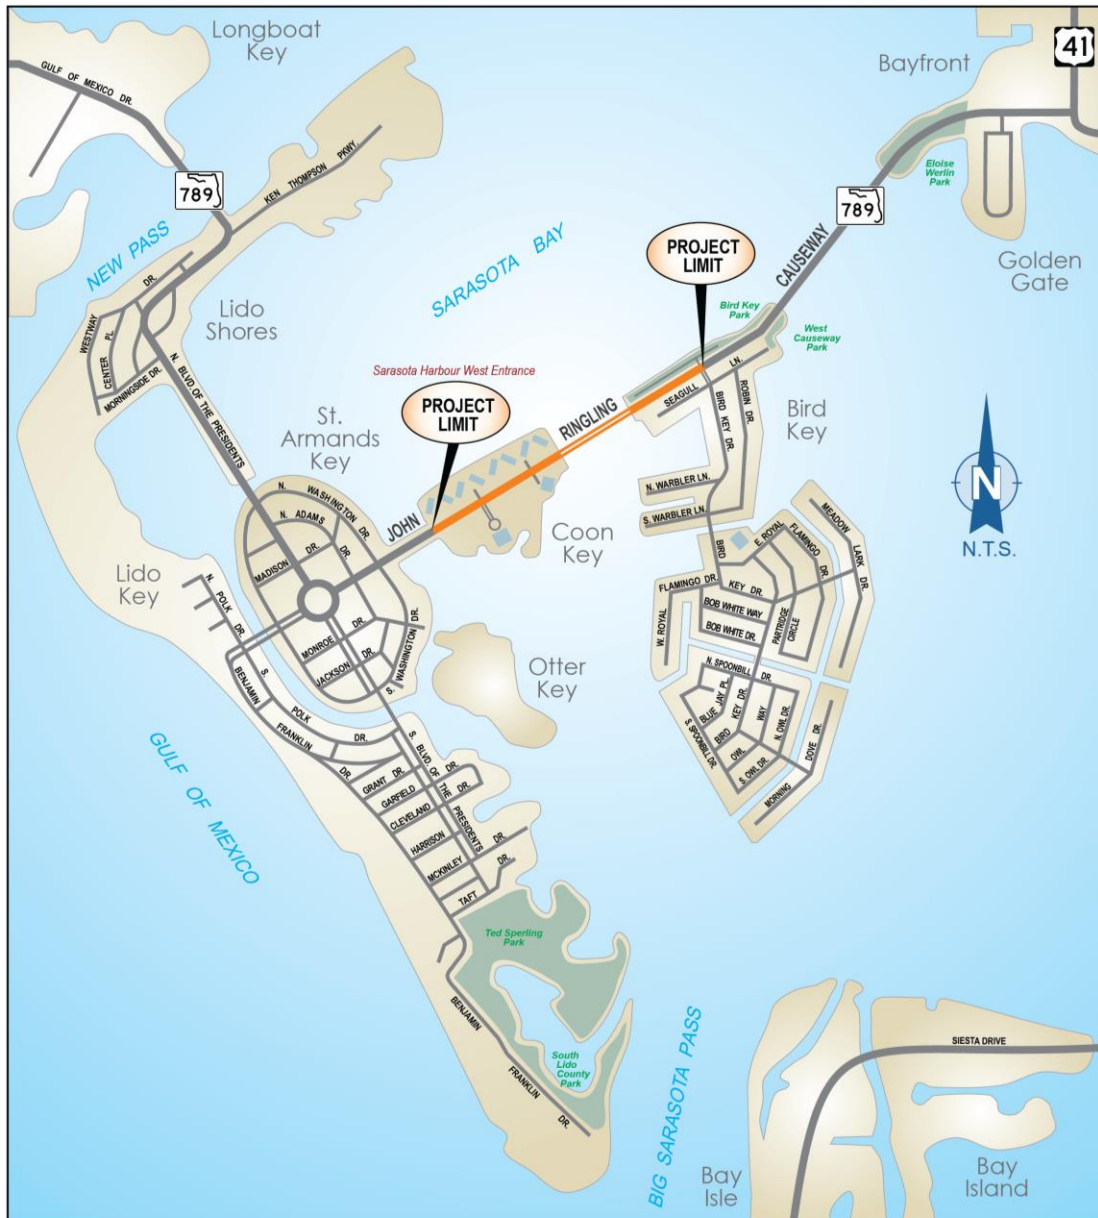 Longboat
Key
GULF OF MEXICO DR.
789
KEN THOMPSON PKWY.
NEW PASS
WESTWAY DR.
CENTER PL.
MORNINGSIDE DR.
Lido
Shores
N. BLVD. OF THE PRESIDENTS
SARASOTA BAY
41
Bayfront
Eloise
Werlin
Park
789
Golden
Gate
CAUSEWAY
PROJECT
LIMIT
Bird Key
Park
West
Causeway
Park
Sarasota Harbour West Entrance
PROJECT
LIMIT
JOHN
RINGLING
SEAGULL LN.
BIRD KEY DR.
ROBIN DR.
Bird
Key
St.
Armands
Key
N. WASHINGTON DR.
N. ADAMS DR.
MADISON DR.
MONROE DR.
JACKSON DR.
S. WASHINGTON DR.
Coon
Key
N. WARBLER LN.
S. WARBLER LN.
BIRD KEY DR.
E. ROYAL FLAMINGO DR.
MEADOW LARK DR.
W. ROYAL FLAMINGO DR.
BOB WHITE WAY
BOB WHITE DR.
PARTRIDGE
CIRCLE
N. SPOONBILL DR.
S. SPOONBILL DR.
BLUE JAY PL.
BIRD KEY DR.
OWL WAY
N. OWL DR.
S. OWL DR.
MORNING DOVE DR.
N
N.T.S.
Lido
Key
N. POLK DR.
S. POLK DR.
BENJAMIN FRANKLIN DR.
Otter
Key
GULF OF MEXICO
S. BLVD. OF THE PRESIDENTS
GRANT DR.
GARFIELD DR.
CLEVELAND DR.
HARRISON
MCKINLEY DR.
TAFT DR.
Ted Sperling
Park
BENJAMIN FRANKLIN DR.
South
Lido
County
Park
BIG SARASOTA PASS
SIESTA DRIVE
Bay
Isle
Bay
Island